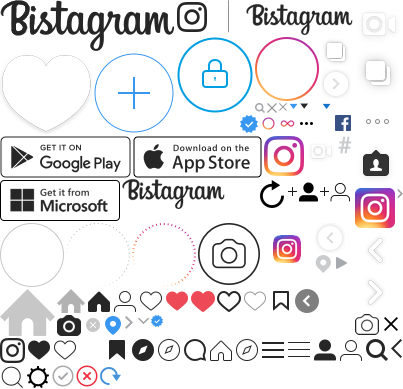 Bistagram
Bistagram
GET IT ON
Google Play
Download on the
App Store
#
Get it from
Microsoft
Bistagram